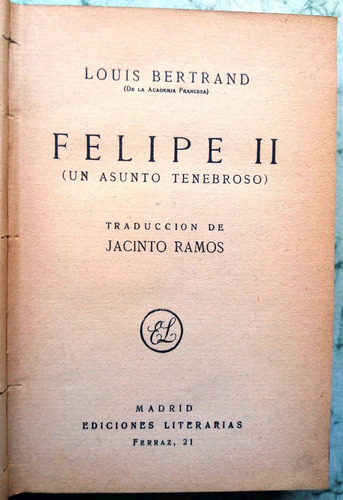 LOUIS BERTRAND
(DE LA ACADEMIA FRANCESA)
FELIPE II
(UN ASUNTO TENEBROSO)
TRADUCCION DE
JACINTO RAMOS
EL
MADRID
EDICIONES LITERARIAS
FERRAZ, 21